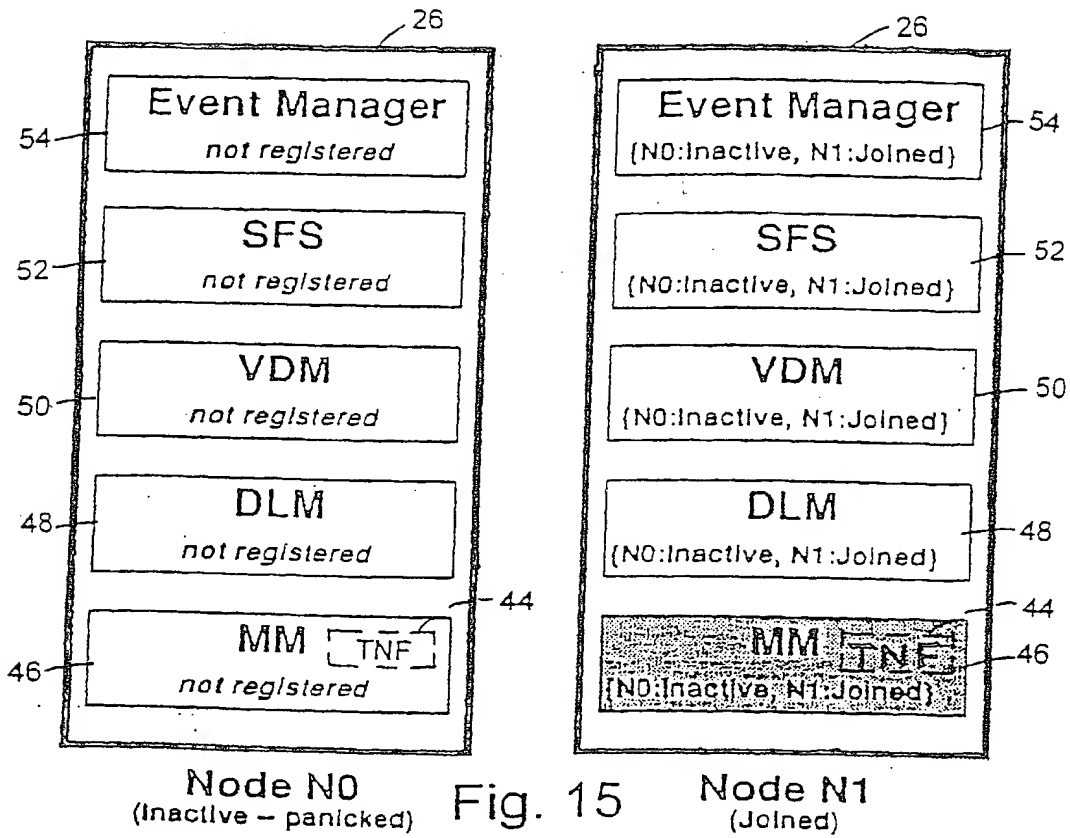 26
Event Manager
not registered
54
SFS
not registered
52
VDM
not registered
50
DLM
not registered
48
44
MM
TNF
not registered
46
Node N0
(Inactive – panicked)
26
Event Manager
{N0:Inactive, N1:Joined}
54
SFS
{N0:Inactive, N1:Joined}
52
VDM
{N0:Inactive, N1:Joined}
50
DLM
{N0:Inactive, N1:Joined}
48
44
MM
TNF
{N0:Inactive, N1:Joined}
46
Node N1
(Joined)
Fig. 15